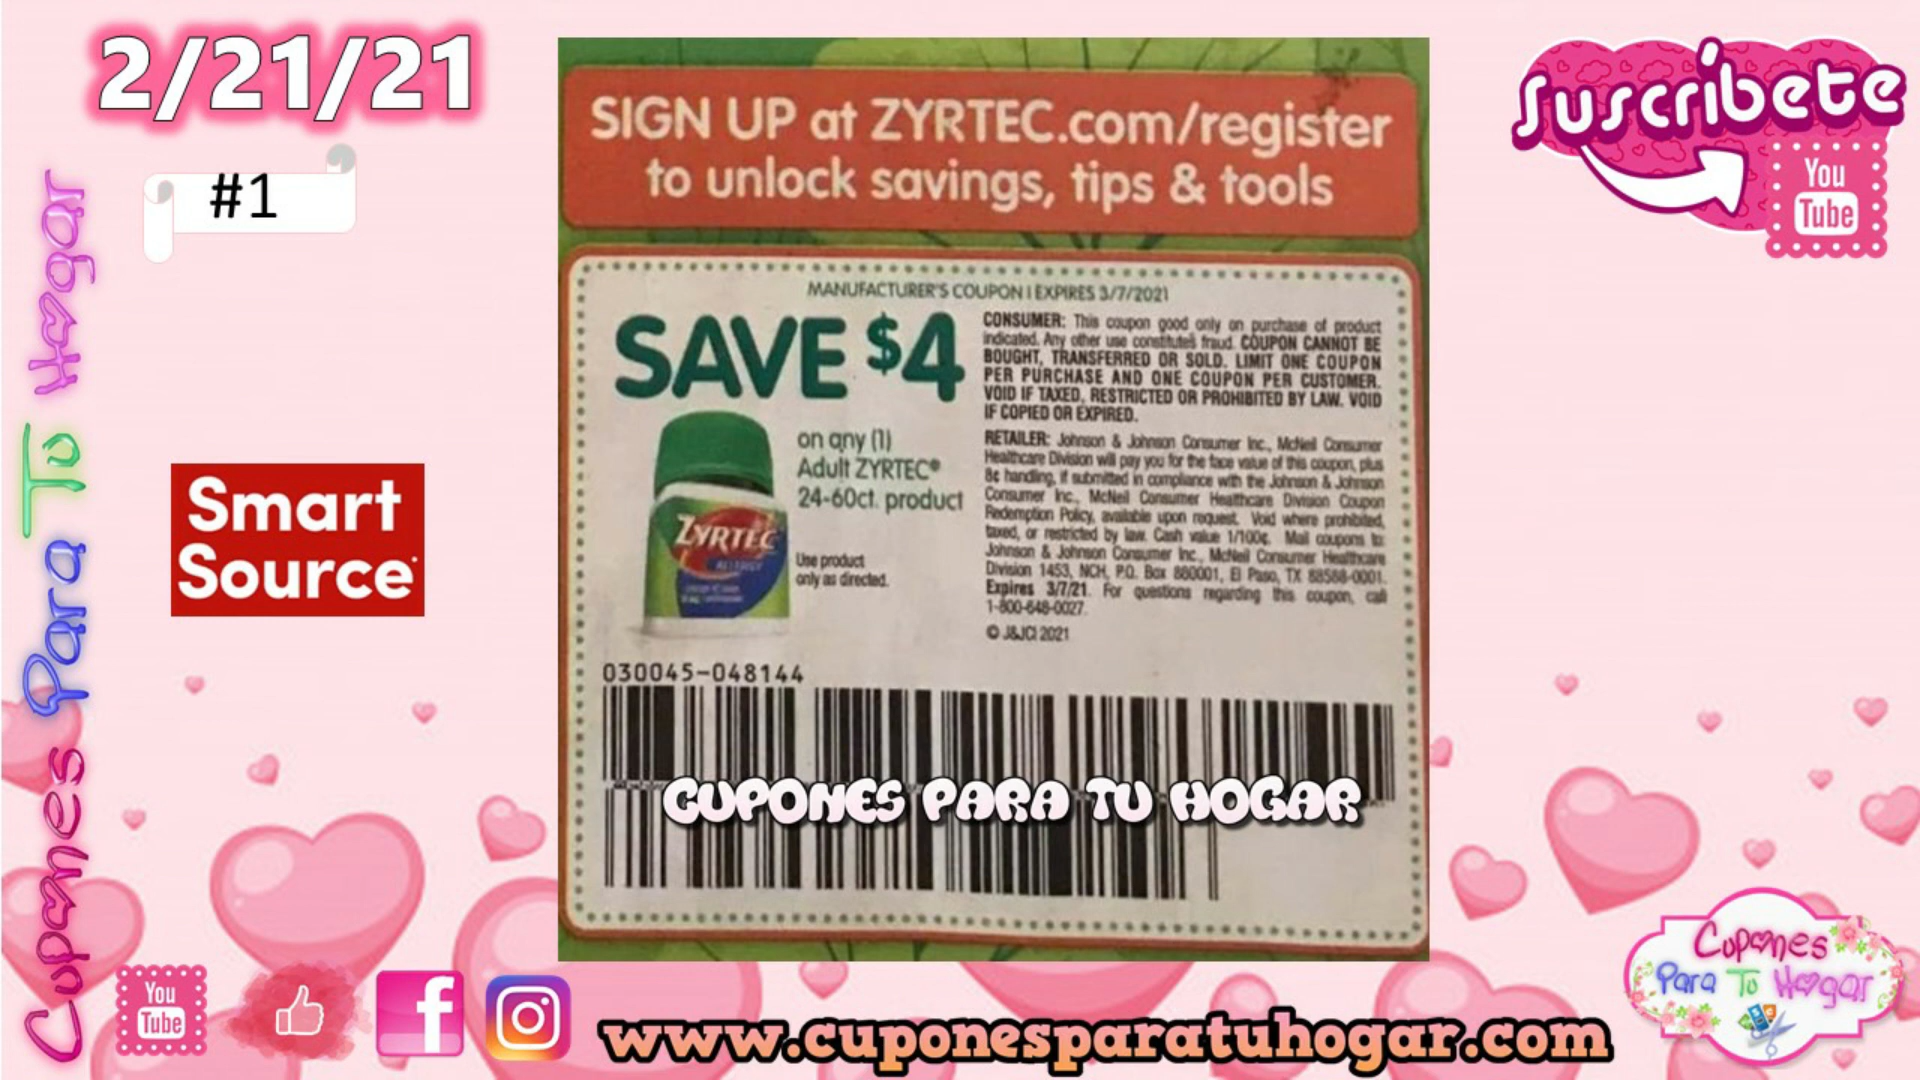 2/21/21
#1
Cupones Para Tu Hogar
Smart
Source
SIGN UP at ZYRTEC.com/register
to unlock savings, tips & tools
MANUFACTURER'S COUPON | EXPIRES 3/7/2021
SAVE $4
on any (1)
Adult ZYRTEC®
24-60ct. product
Use product
only as directed.
ZYRTEC
ALLERGY
CONSUMER: This coupon good only on purchase of product
indicated. Any other use constitutes fraud. COUPON CANNOT BE
BOUGHT, TRANSFERRED OR SOLD. LIMIT ONE COUPON
PER PURCHASE AND ONE COUPON PER CUSTOMER.
VOID IF TAXED, RESTRICTED OR PROHIBITED BY LAW. VOID
IF COPIED OR EXPIRED.
RETAILER: Johnson & Johnson Consumer Inc., McNeil Consumer
Healthcare Division will pay you for the face value of this coupon, plus
8¢ handling, if submitted in compliance with the Johnson & Johnson
Consumer Inc., McNeil Consumer Healthcare Division Coupon
Redemption Policy, available upon request. Void where prohibited,
taxed, or restricted by law. Cash value 1/100¢. Mail coupons to:
Johnson & Johnson Consumer Inc., McNeil Consumer Healthcare
Division 1453, NCH, P.O. Box 880001, El Paso, TX 88588-0001.
Expires 3/7/21. For questions regarding this coupon, call
1-800-648-0027.
© J&JCI 2021
030045-048144
CUPONES PARA TU HOGAR
Suscríbete
You
Tube
You
Tube
www.cuponesparatuhogar.com
Cupones
Para Tu Hogar